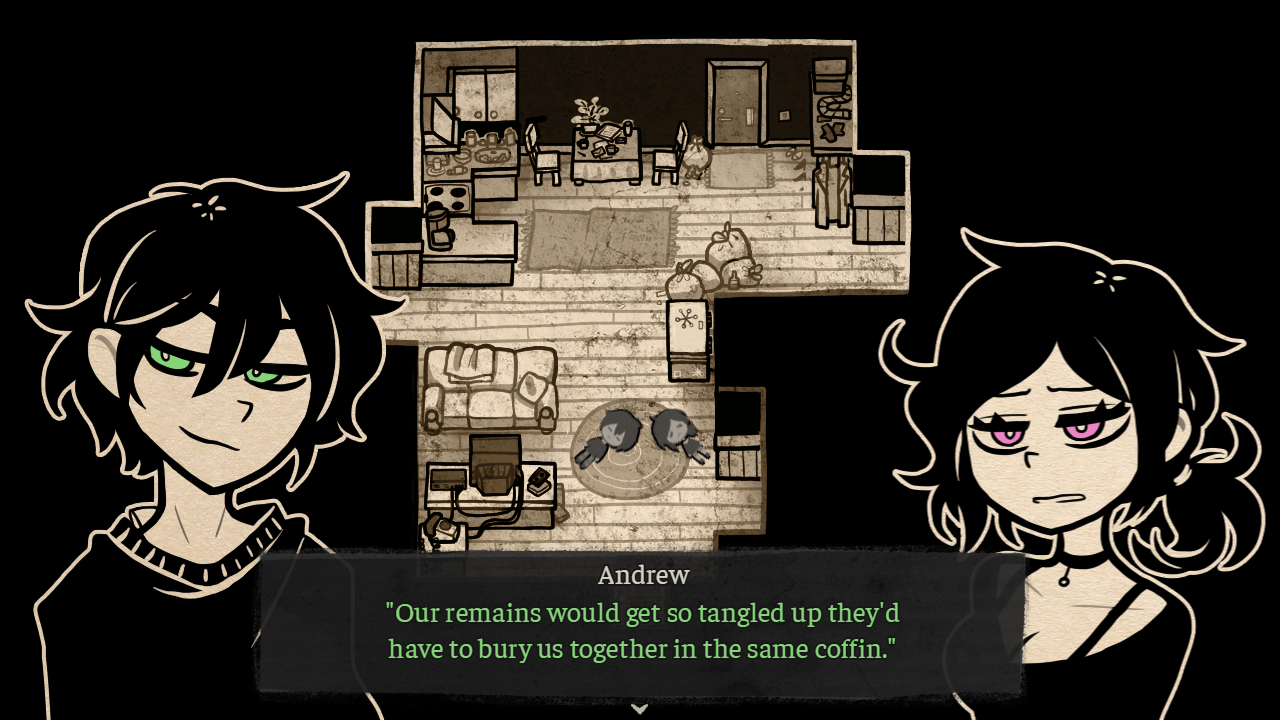 Andrew
"Our remains would get so tangled up they'd
have to bury us together in the same coffin."